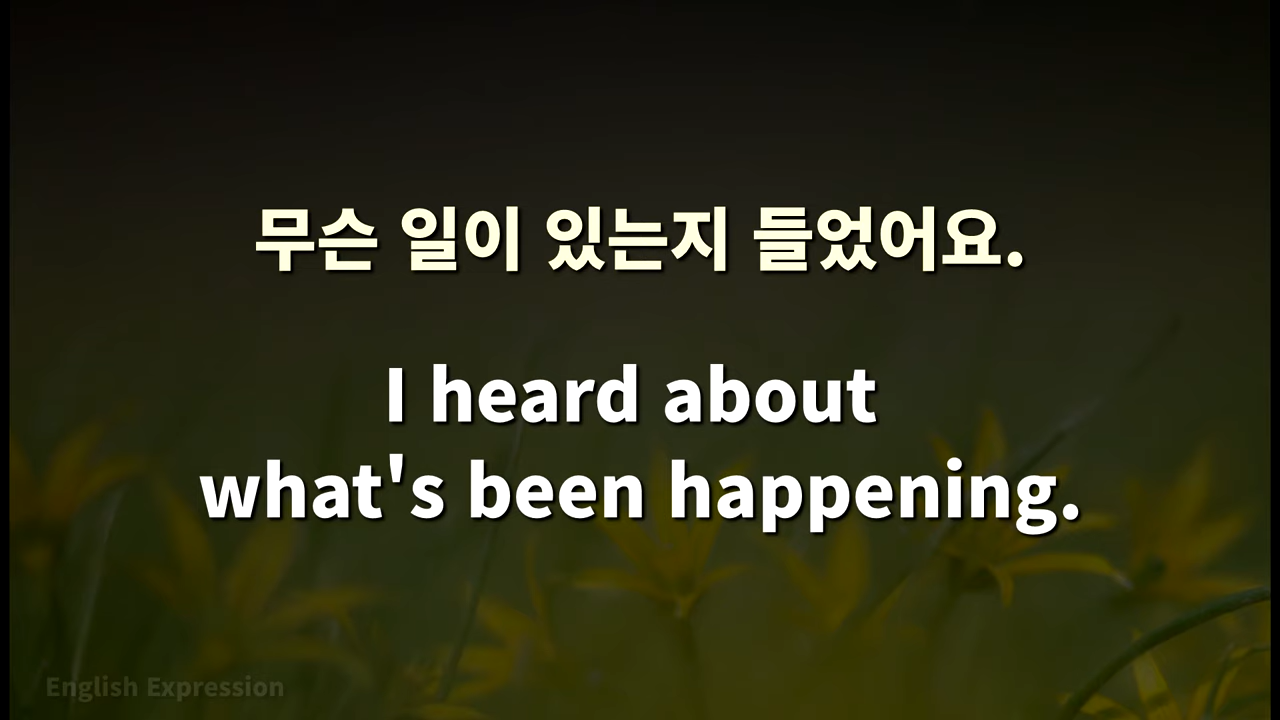 무슨 일이 있는지 들었어요.
I heard about
what's been happening.
English Expression